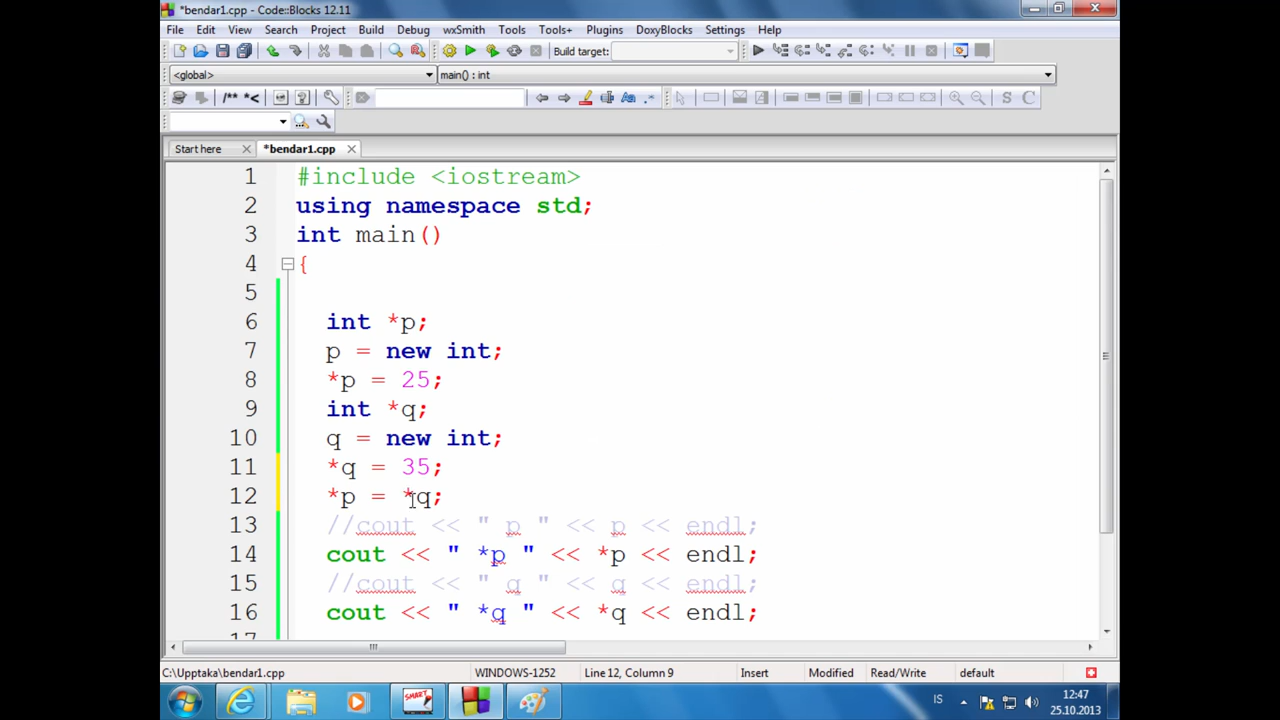 *bendar1.cpp - Code::Blocks 12.11
File Edit View Search Project Build Debug wxSmith Tools Tools+ Plugins DoxyBlocks Settings Help
Build target:
<global> main() : int
/** *<
Aa .*
S C
Start here *bendar1.cpp
1 #include <iostream>
2 using namespace std;
3 int main()
4 {
5
6 int *p;
7 p = new int;
8 *p = 25;
9 int *q;
10 q = new int;
11 *q = 35;
12 *p = *q;
13 //cout << " p " << p << endl;
14 cout << " *p " << *p << endl;
15 //cout << " q " << q << endl;
16 cout << " *q " << *q << endl;
17
C:\Upptaka\bendar1.cpp WINDOWS-1252 Line 12, Column 9 Insert Modified Read/Write default
SMART
IS 12:47
25.10.2013